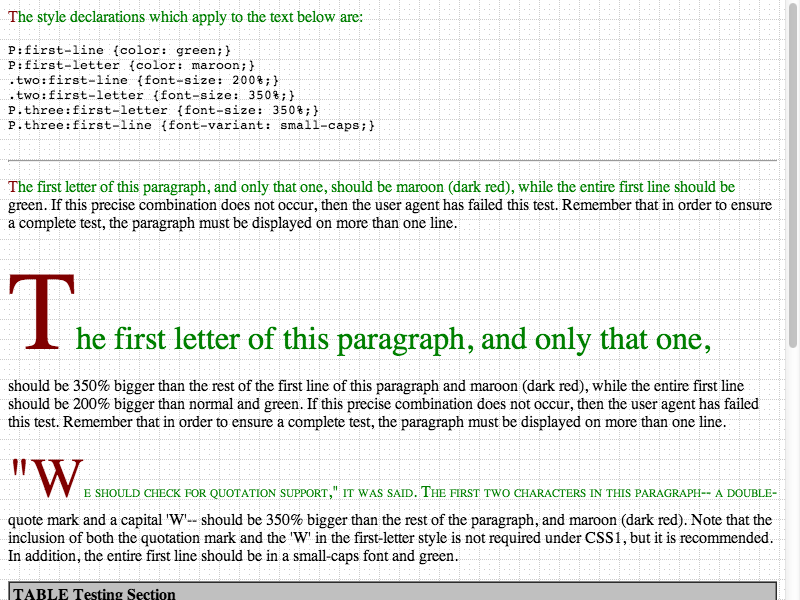 The style declarations which apply to the text below are:
P:first-line {color: green;}
P:first-letter {color: maroon;}
.two:first-line {font-size: 200%;}
.two:first-letter {font-size: 350%;}
P.three:first-letter {font-size: 350%;}
P.three:first-line {font-variant: small-caps;}
The first letter of this paragraph, and only that one, should be maroon (dark red), while the entire first line should be
green. If this precise combination does not occur, then the user agent has failed this test. Remember that in order to ensure
a complete test, the paragraph must be displayed on more than one line.
The first letter of this paragraph, and only that one,
should be 350% bigger than the rest of the first line of this paragraph and maroon (dark red), while the entire first line
should be 200% bigger than normal and green. If this precise combination does not occur, then the user agent has failed
this test. Remember that in order to ensure a complete test, the paragraph must be displayed on more than one line.
"We should check for quotation support," it was said. The first two characters in this paragraph-- a double-
quote mark and a capital 'W'-- should be 350% bigger than the rest of the paragraph, and maroon (dark red). Note that the
inclusion of both the quotation mark and the 'W' in the first-letter style is not required under CSS1, but it is recommended.
In addition, the entire first line should be in a small-caps font and green.
TABLE Testing Section